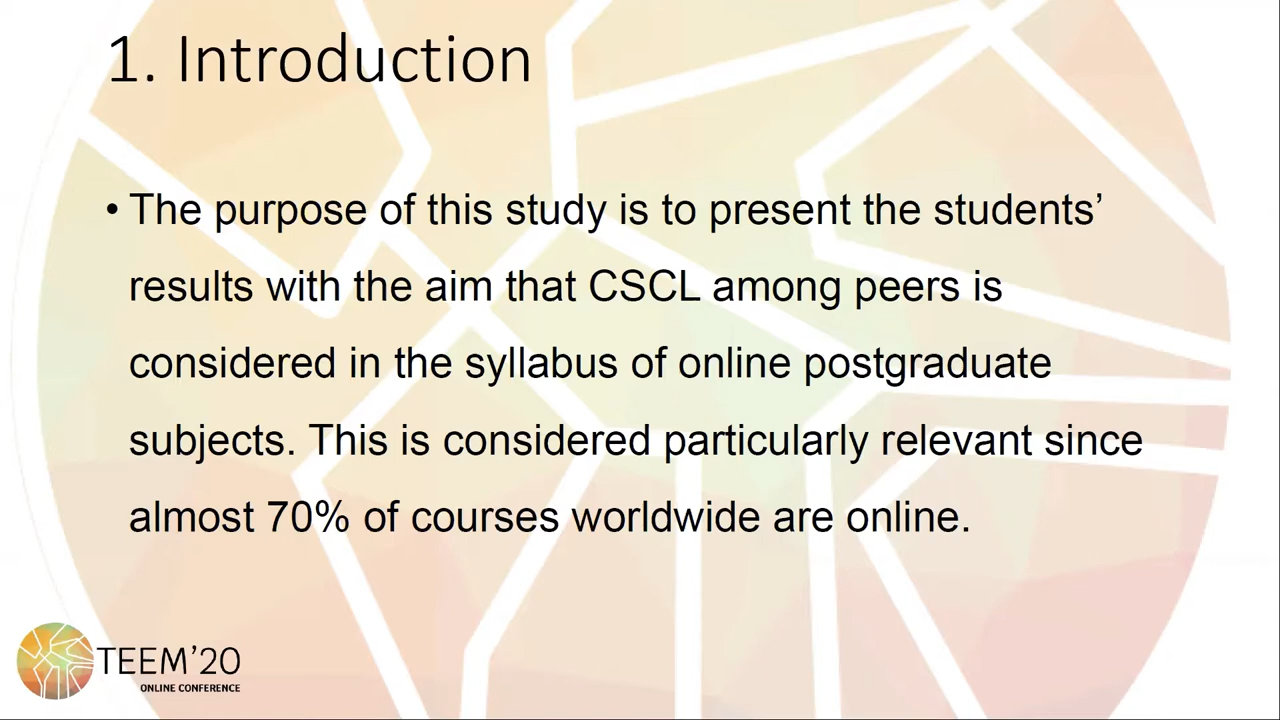 1. Introduction
• The purpose of this study is to present the students’
results with the aim that CSCL among peers is
considered in the syllabus of online postgraduate
subjects. This is considered particularly relevant since
almost 70% of courses worldwide are online.
TEEM’20
ONLINE CONFERENCE